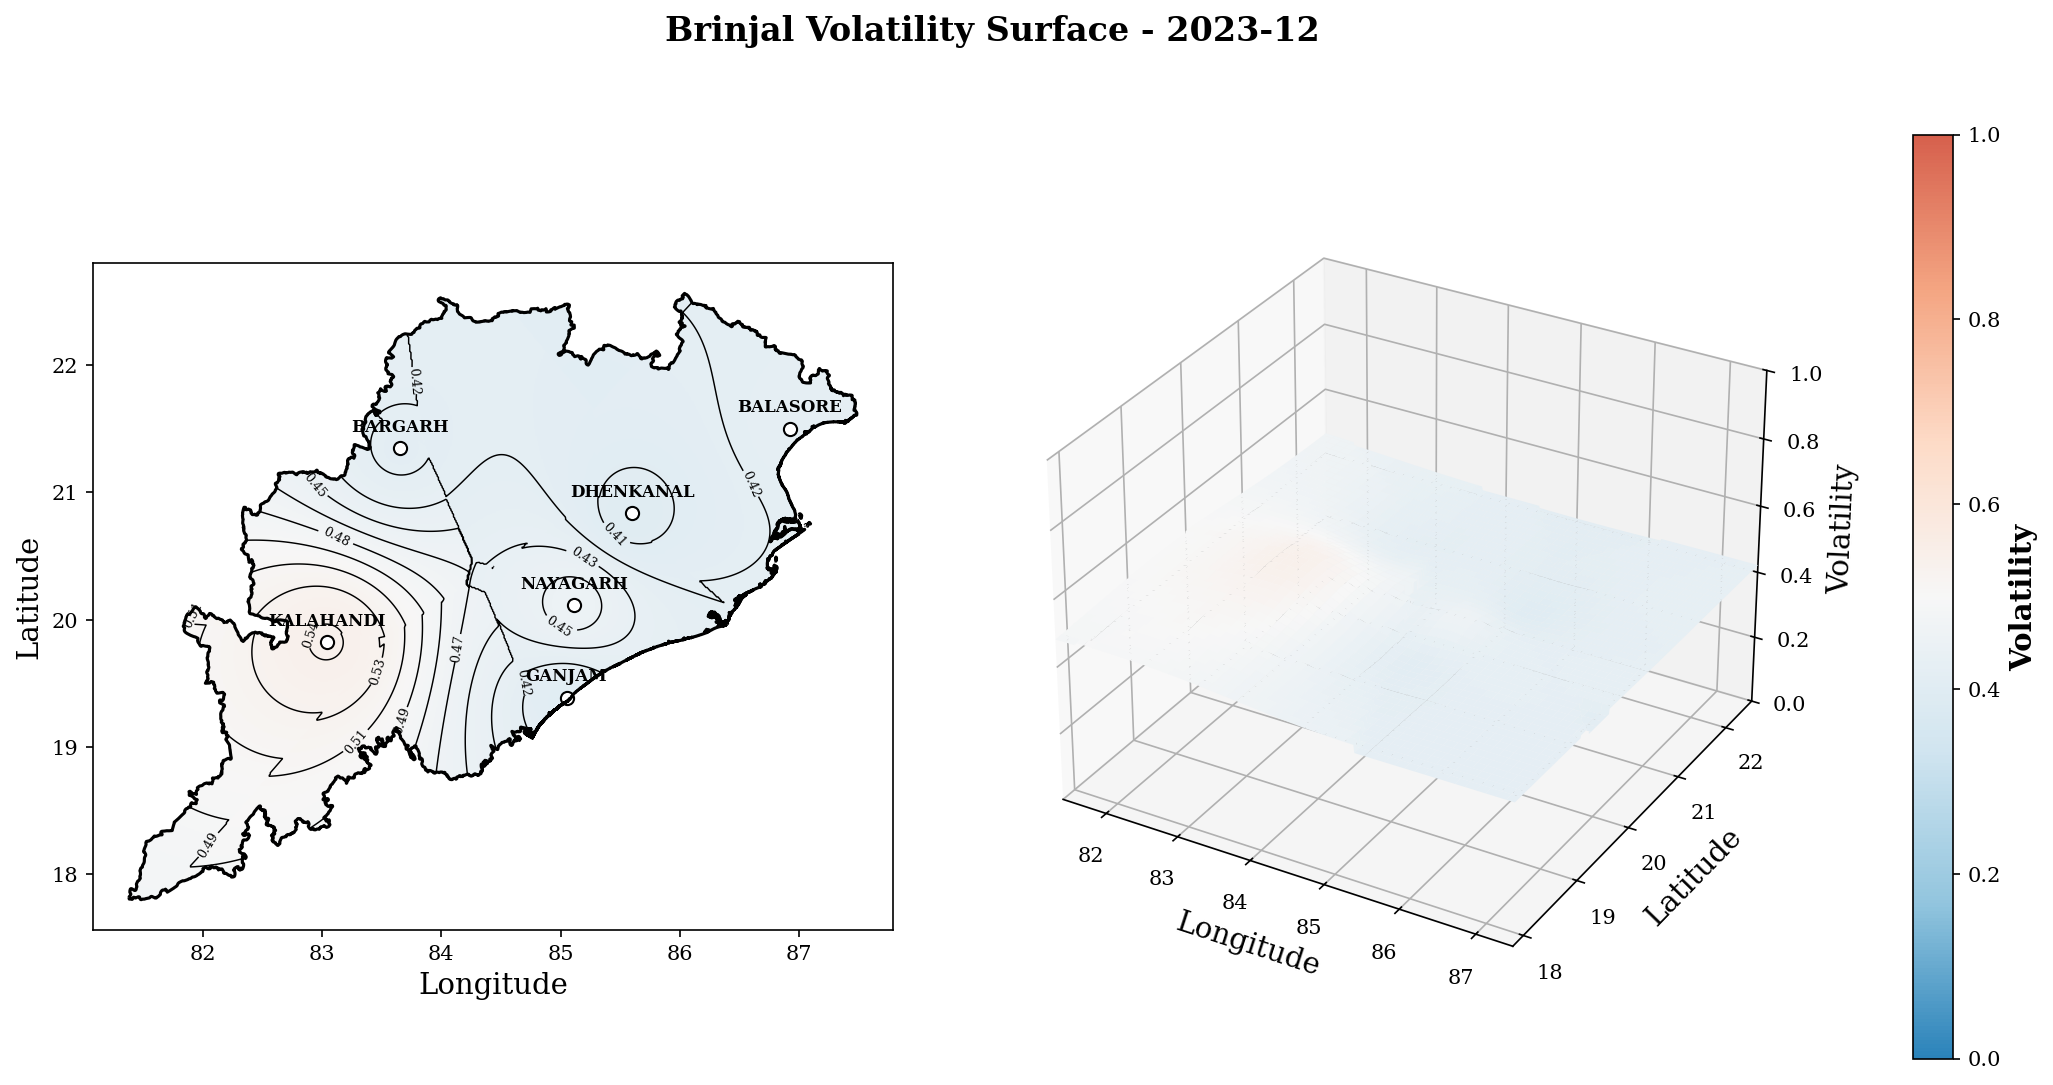 Brinjal Volatility Surface - 2023-12
22
21
20
19
18
Latitude
82 83 84 85 86 87
Longitude
BARGARH
BALASORE
DHENKANAL
NAYAGARH
KALAHANDI
GANJAM
0.42
0.45
0.48
0.42
0.41
0.43
0.45
0.47
0.54
0.53
0.49
0.51
0.42
0.49
1.0
0.8
0.6
0.4
0.2
0.0
Volatility
82 83 84 85 86 87
Longitude
22
21
20
19
18
Latitude
1.0
0.8
0.6
0.4
0.2
0.0
Volatility